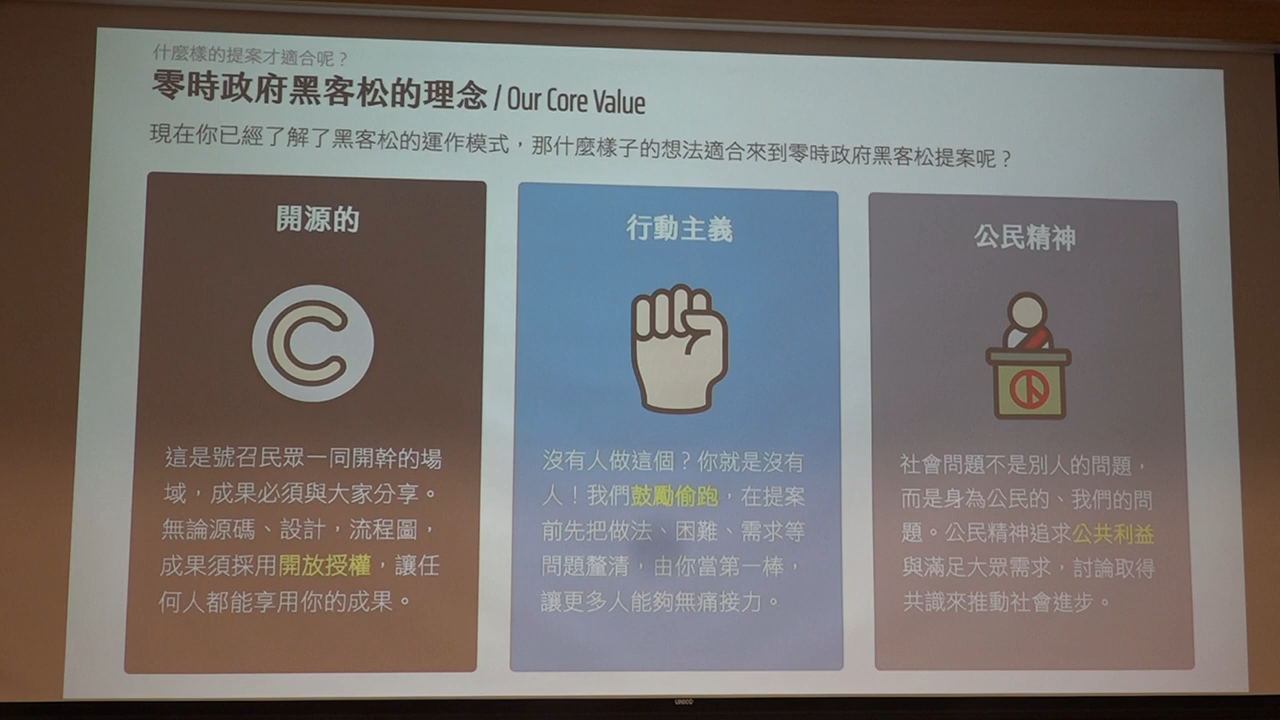 什麼樣的提案才適合呢？
零時政府黑客松的理念 / Our Core Value
現在你已經了解了黑客松的運作模式，那什麼樣子的想法適合來到零時政府黑客松提案呢？
開源的
這是號召民眾一同開幹的場
域，成果必須與大家分享。
無論源碼、設計，流程圖，
成果須採用開放授權，讓任
何人都能享用你的成果。
行動主義
沒有人做這個？你就是沒有
人！我們鼓勵偷跑，在提案
前先把做法、困難、需求等
問題釐清，由你當第一棒，
讓更多人能夠無痛接力。
公民精神
社會問題不是別人的問題，
而是身為公民的、我們的問
題。公民精神追求公共利益
與滿足大眾需求，討論取得
共識來推動社會進步。